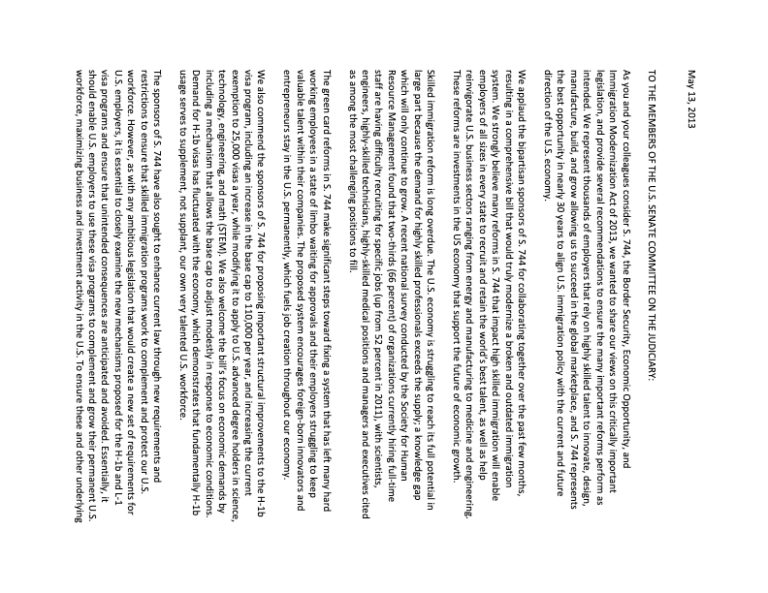 May 13, 2013
TO THE MEMBERS OF THE U.S. SENATE COMMITTEE ON THE JUDICIARY:
As you and your colleagues consider S. 744, the Border Security, Economic Opportunity, and
Immigration Modernization Act of 2013, we wanted to share our views on this critically important
legislation, and provide several recommendations to ensure the many important reforms perform as
intended. We represent thousands of employers that rely on highly skilled talent to innovate, design,
manufacture, build, and grow allowing us to succeed in the global marketplace, and S. 744 represents
the best opportunity in nearly 30 years to align U.S. immigration policy with the current and future
direction of the U.S. economy.
We applaud the bipartisan sponsors of S. 744 for collaborating together over the past few months,
resulting in a comprehensive bill that would truly modernize a broken and outdated immigration
system. We strongly believe many reforms in S. 744 that impact high skilled immigration will enable
employers of all sizes in every state to recruit and retain the world's best talent, as well as help
reinvigorate U.S. business sectors ranging from energy and manufacturing to medicine and engineering.
These reforms are investments in the US economy that support the future of economic growth.
Skilled immigration reform is long overdue. The U.S. economy is struggling to reach its full potential in
large part because the demand for highly skilled professionals exceeds the supply; a knowledge gap
which will only continue to grow. A recent national survey conducted by the Society for Human
Resource Management found that two-thirds (66 percent) of organizations currently hiring full-time
staff are having difficulty recruiting for specific jobs (up from 52 percent in 2011), with scientists,
engineers, highly-skilled technicians, highly-skilled medical positions and managers and executives cited
as among the most challenging positions to fill.
The green card reforms in S. 744 make significant steps toward fixing a system that has left many hard
working employees in a state of limbo waiting for approvals and their employers struggling to keep
valuable talent within their companies. The proposed system encourages foreign-born innovators and
entrepreneurs stay in the U.S. permanently, which fuels job creation throughout our economy.
We also commend the sponsors of S. 744 for proposing important structural improvements to the H-1b
visa program, including an increase in the base cap to 110,000 per year, and increasing the current
exemption to 25,000 visas a year, while modifying it to apply to U.S. advanced degree holders in science,
technology, engineering, and math (STEM). We also welcome the bill's focus on economic demands by
including a mechanism that allows the base cap to adjust modestly in response to economic conditions.
Demand for H-1b visas has fluctuated with the economy, which demonstrates that fundamentally H-1b
usage serves to supplement, not supplant, our own very talented U.S. workforce.
The sponsors of S. 744 have also sought to enhance current law through new requirements and
restrictions to ensure that skilled immigration programs work to complement and protect our U.S.
workforce. However, as with any ambitious legislation that would create a new set of requirements for
U.S. employers, it is essential to closely examine the new mechanisms proposed for the H-1b and L-1
visa programs and ensure that unintended consequences are anticipated and avoided. Essentially, it
should enable U.S. employers to use these visa programs to complement and grow their permanent U.S.
workforce, maximizing business and investment activity in the U.S. To ensure these and other underlying